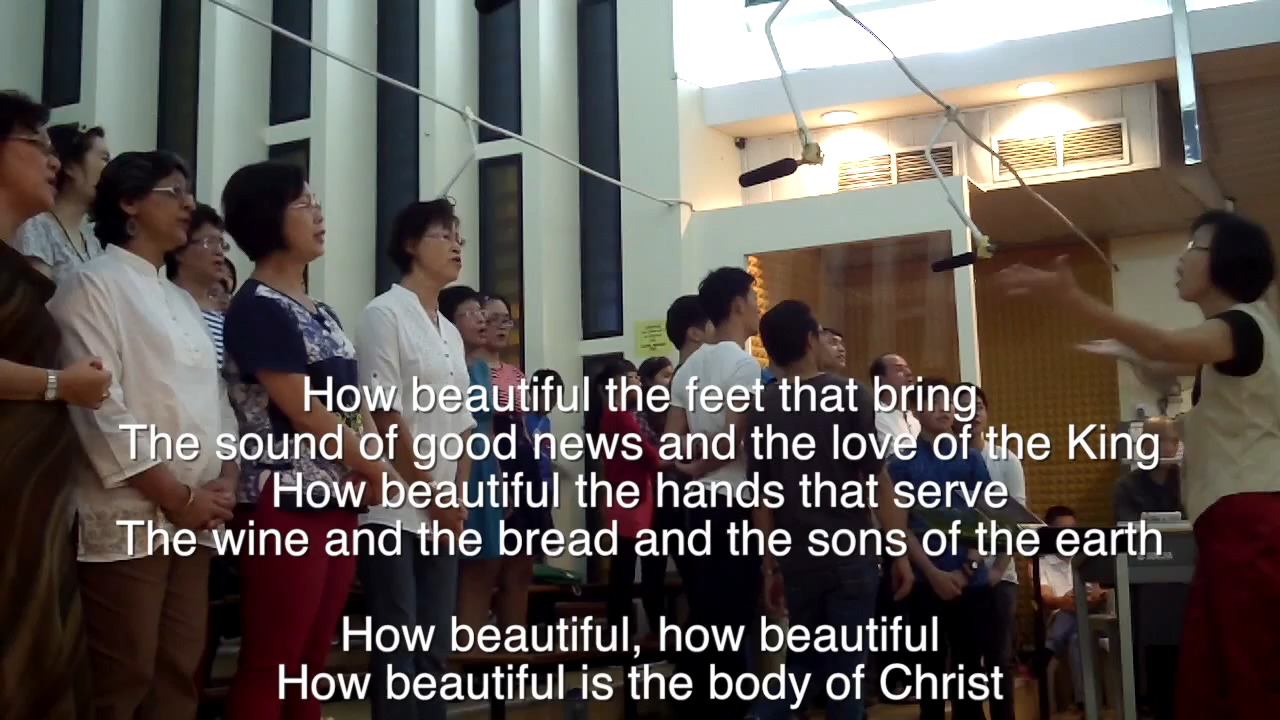 How beautiful the feet that bring
The sound of good news and the love of the King
How beautiful the hands that serve
The wine and the bread and the sons of the earth
How beautiful, how beautiful
How beautiful is the body of Christ